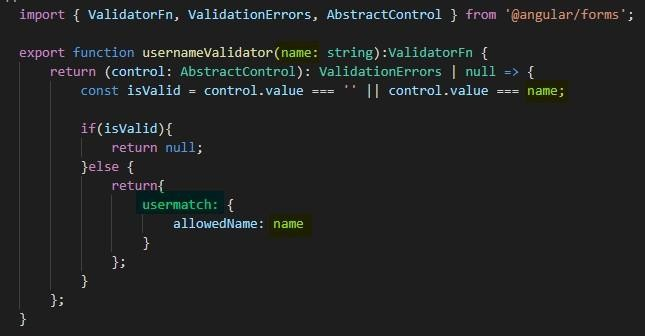 import { ValidatorFn, ValidationErrors, AbstractControl } from '@angular/forms';
export function usernameValidator(name: string):ValidatorFn {
return (control: AbstractControl): ValidationErrors | null => {
const isValid = control.value === '' || control.value === name;
if(isValid){
return null;
}else {
return{
usermatch: {
allowedName: name
}
};
}
};
}